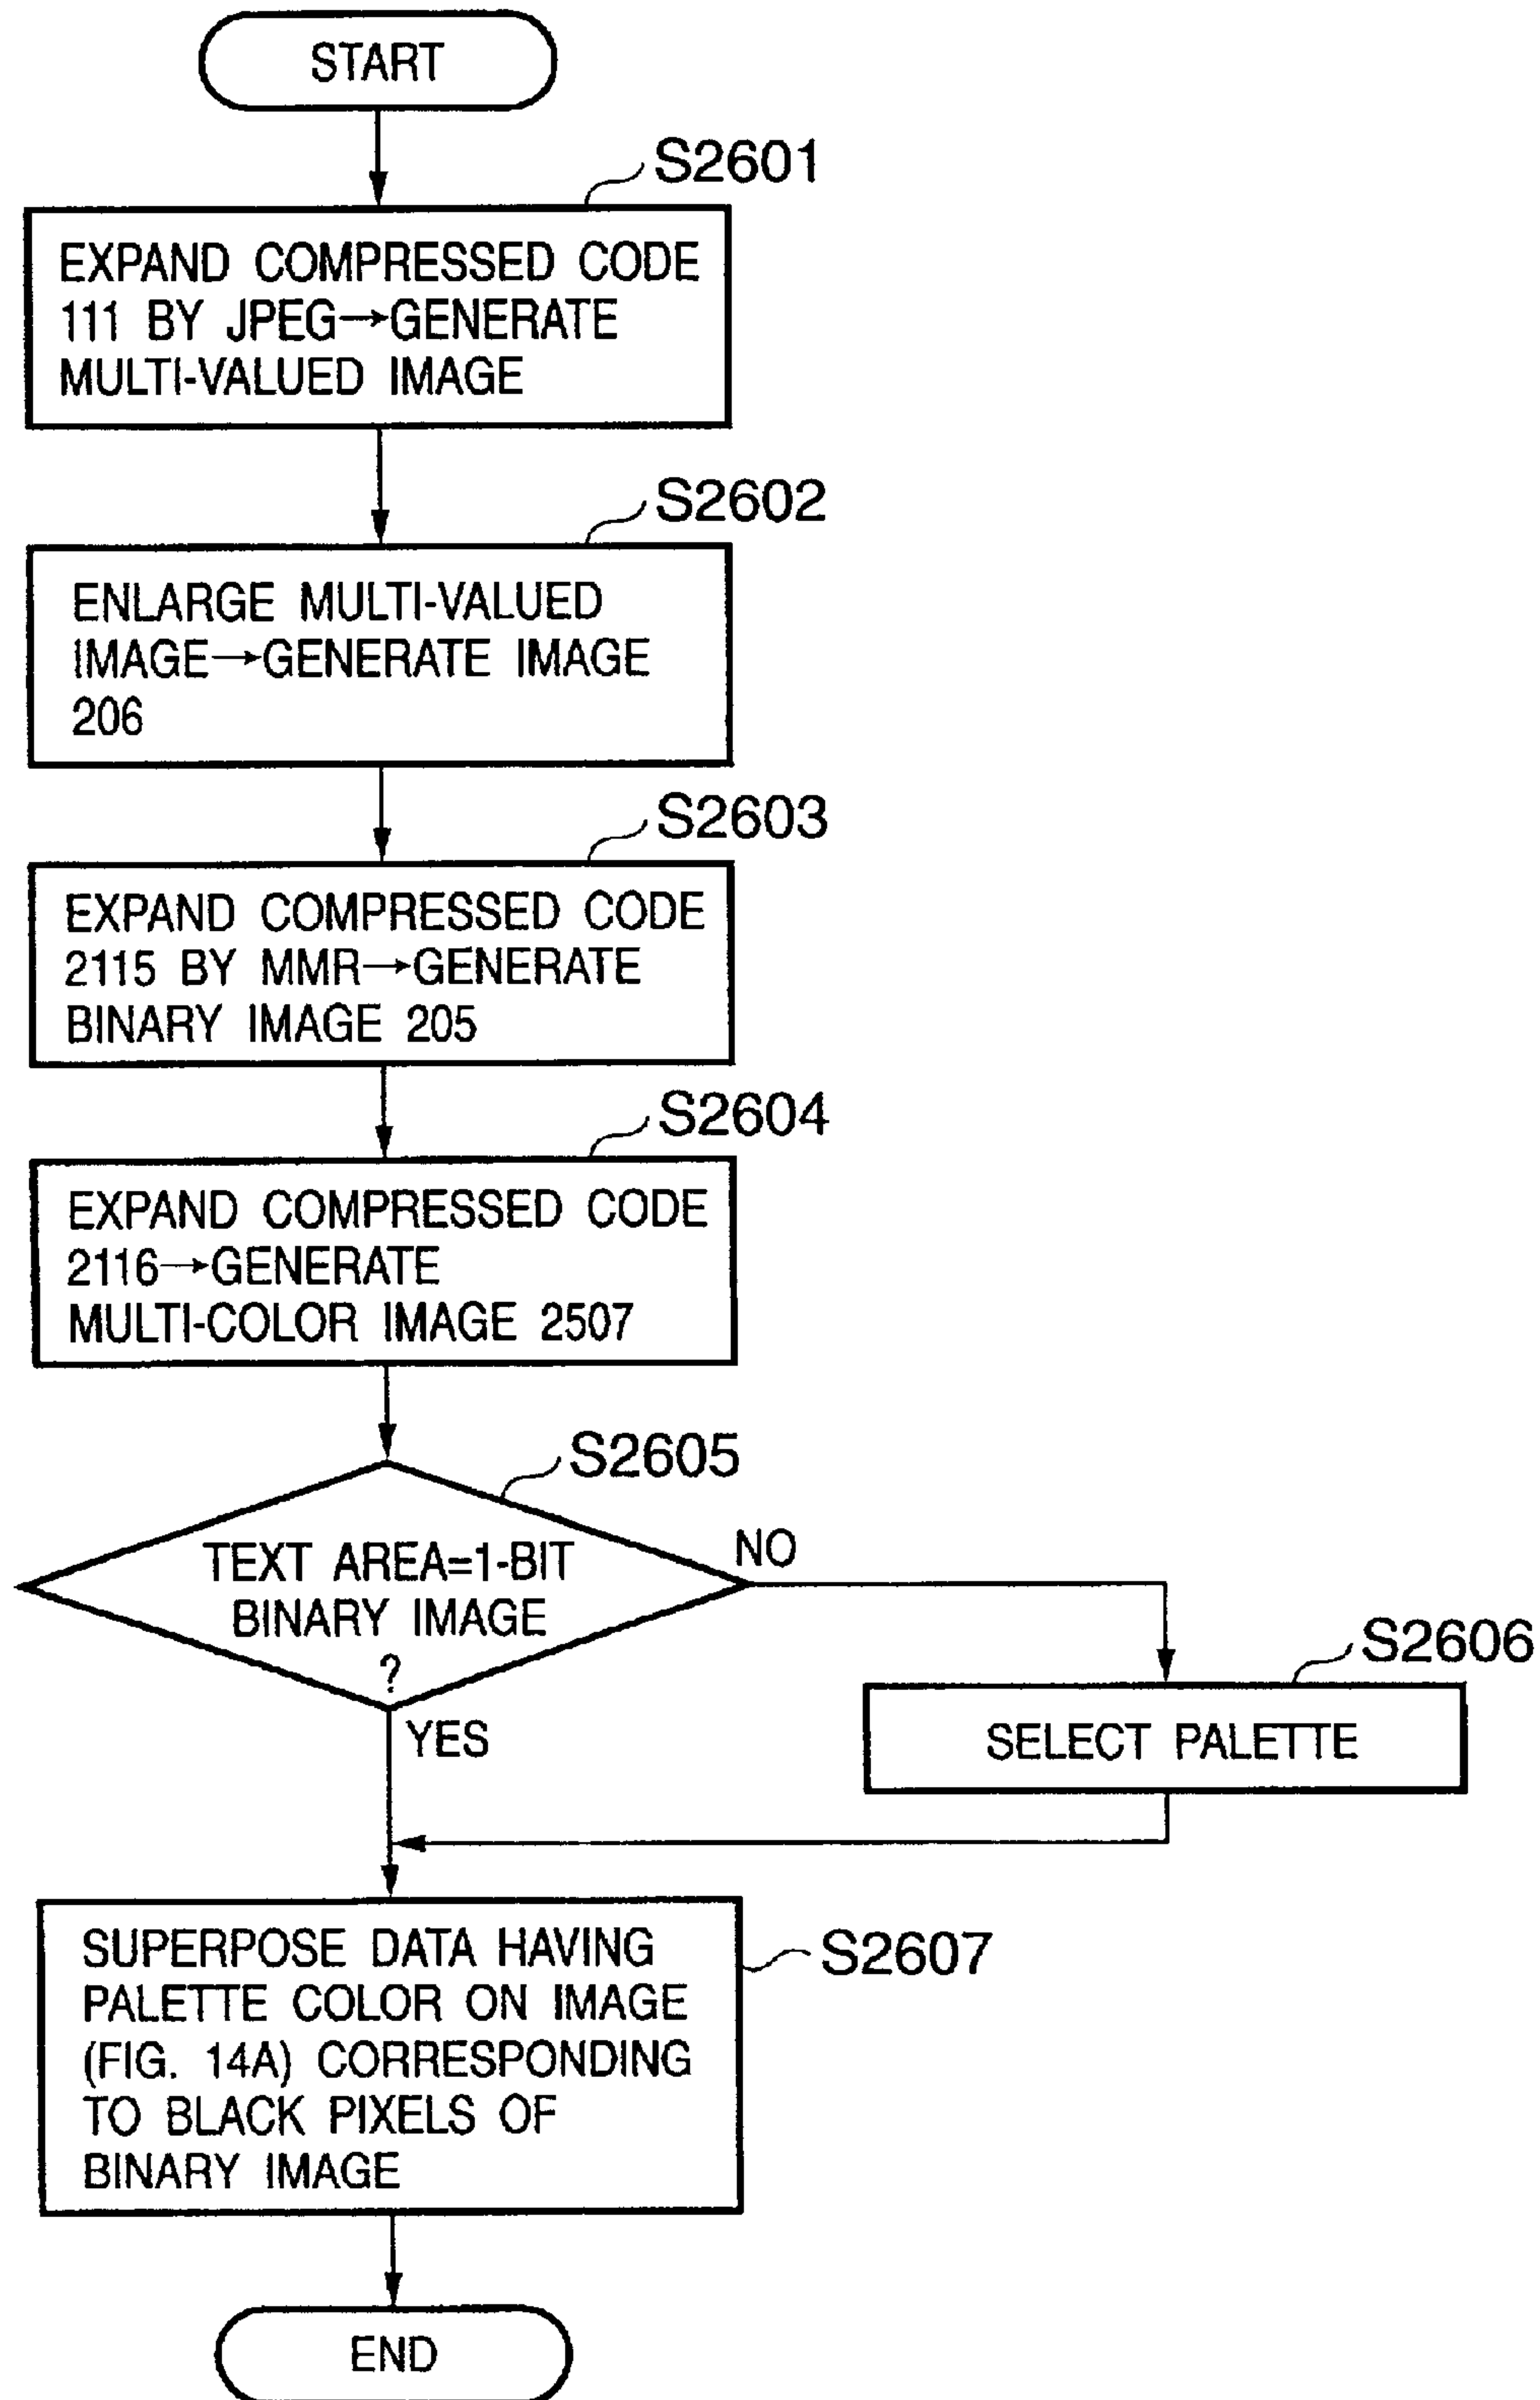 START
S2601
EXPAND COMPRESSED CODE
111 BY JPEG→GENERATE
MULTI-VALUED IMAGE
S2602
ENLARGE MULTI-VALUED
IMAGE→GENERATE IMAGE
206
S2603
EXPAND COMPRESSED CODE
2115 BY MMR→GENERATE
BINARY IMAGE 205
S2604
EXPAND COMPRESSED CODE
2116→GENERATE
MULTI-COLOR IMAGE 2507
S2605
TEXT AREA=1-BIT
BINARY IMAGE
?
NO
YES
S2606
SELECT PALETTE
S2607
SUPERPOSE DATA HAVING
PALETTE COLOR ON IMAGE
(FIG. 14A) CORRESPONDING
TO BLACK PIXELS OF
BINARY IMAGE
END